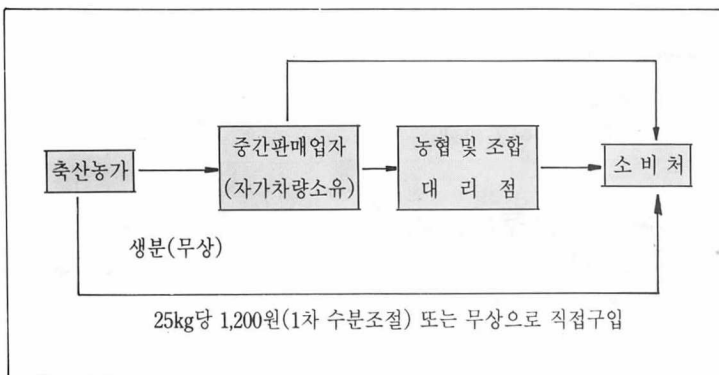 축산농가
중간판매업자
(자가차량소유)
농협 및 조합
대 리 점
소 비 처
생분(무상)
25kg당 1,200원(1차 수분조절) 또는 무상으로 직접구입